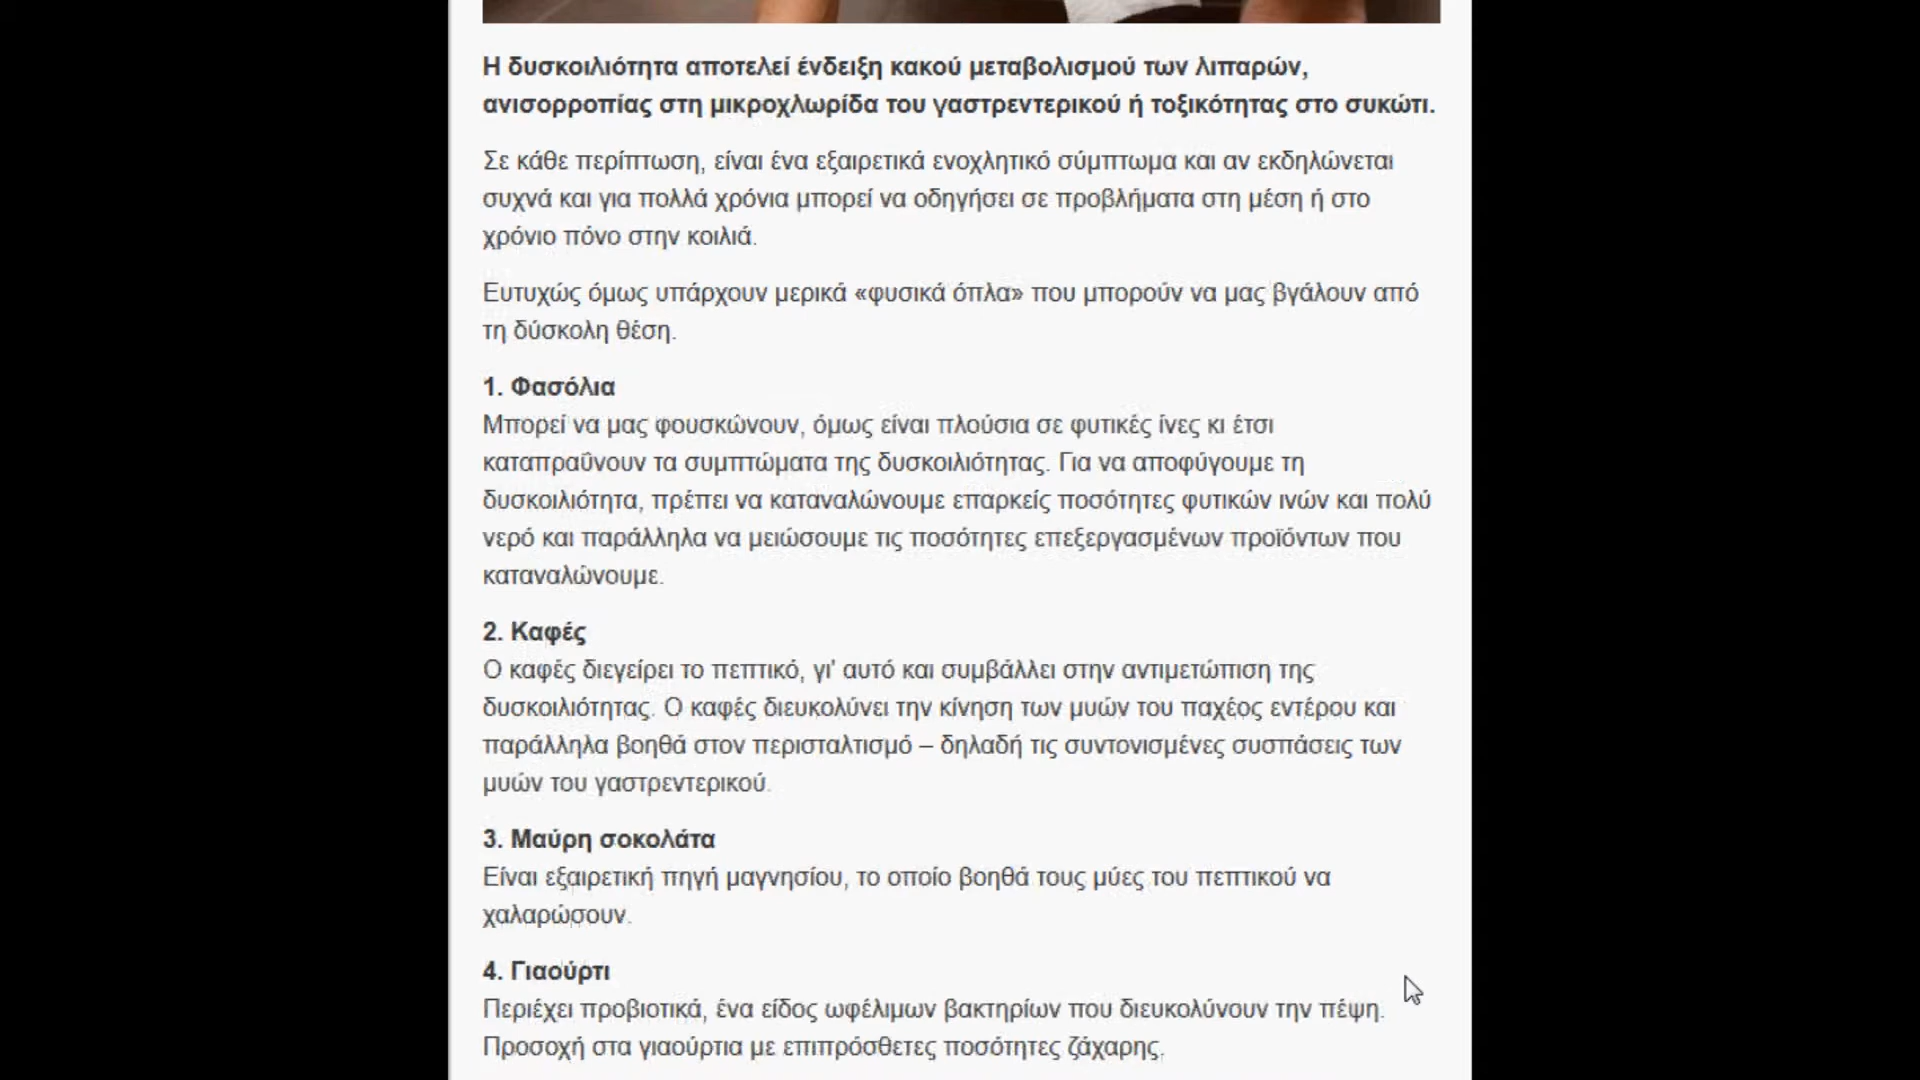 Η δυσκοιλιότητα αποτελεί ένδειξη κακού μεταβολισμού των λιπαρών,
ανισορροπίας στη μικροχλωρίδα του γαστρεντερικού ή τοξικότητας στο συκώτι.
Σε κάθε περίπτωση, είναι ένα εξαιρετικά ενοχλητικό σύμπτωμα και αν εκδηλώνεται
συχνά και για πολλά χρόνια μπορεί να οδηγήσει σε προβλήματα στη μέση ή στο
χρόνιο πόνο στην κοιλιά.
Ευτυχώς όμως υπάρχουν μερικά «φυσικά όπλα» που μπορούν να μας βγάλουν από
τη δύσκολη θέση.
1. Φασόλια
Μπορεί να μας φουσκώνουν, όμως είναι πλούσια σε φυτικές ίνες κι έτσι
καταπραΰνουν τα συμπτώματα της δυσκοιλιότητας. Για να αποφύγουμε τη
δυσκοιλιότητα, πρέπει να καταναλώνουμε επαρκείς ποσότητες φυτικών ινών και πολύ
νερό και παράλληλα να μειώσουμε τις ποσότητες επεξεργασμένων προϊόντων που
καταναλώνουμε.
2. Καφές
Ο καφές διεγείρει το πεπτικό, γι' αυτό και συμβάλλει στην αντιμετώπιση της
δυσκοιλιότητας. Ο καφές διευκολύνει την κίνηση των μυών του παχέος εντέρου και
παράλληλα βοηθά στον περισταλτισμό – δηλαδή τις συντονισμένες συσπάσεις των
μυών του γαστρεντερικού.
3. Μαύρη σοκολάτα
Είναι εξαιρετική πηγή μαγνησίου, το οποίο βοηθά τους μύες του πεπτικού να
χαλαρώσουν.
4. Γιαούρτι
Περιέχει προβιοτικά, ένα είδος ωφέλιμων βακτηρίων που διευκολύνουν την πέψη.
Προσοχή στα γιαούρτια με επιπρόσθετες ποσότητες ζάχαρης.